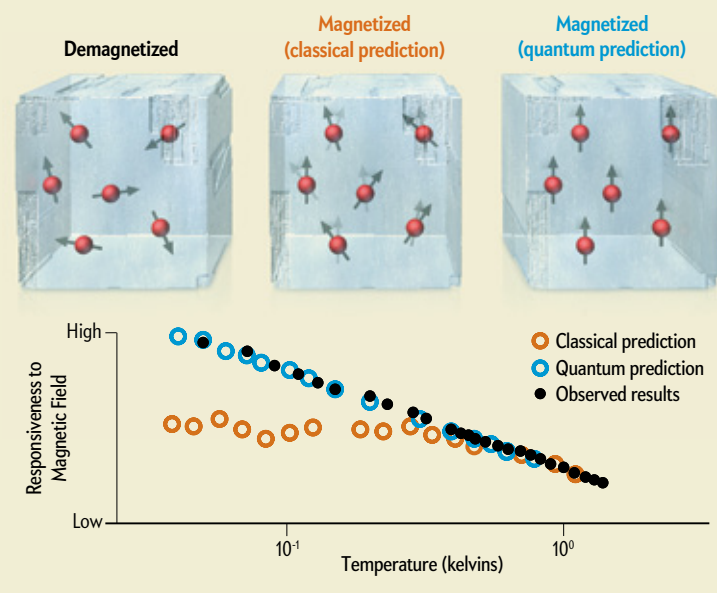 Demagnetized
Magnetized
(classical prediction)
Magnetized
(quantum prediction)
High
Low
Responsiveness to
Magnetic Field
Classical prediction
Quantum prediction
Observed results
10⁻¹
10⁰
Temperature (kelvins)